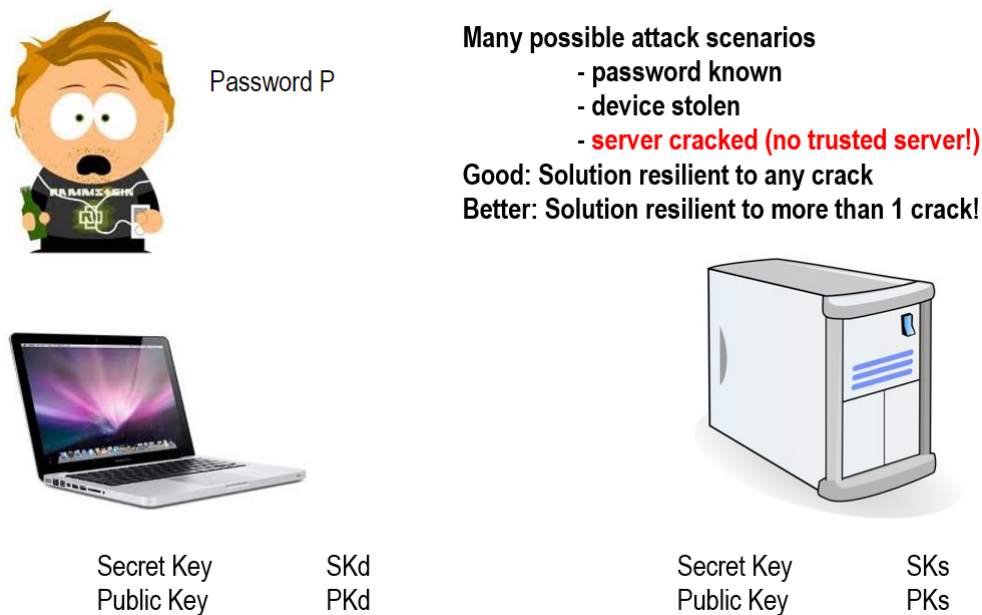 Password P
Many possible attack scenarios
- password known
- device stolen
- server cracked (no trusted server!)
Good: Solution resilient to any crack
Better: Solution resilient to more than 1 crack!
RAMMSTEIN
Secret Key SKd
Public Key PKd
Secret Key SKs
Public Key PKs